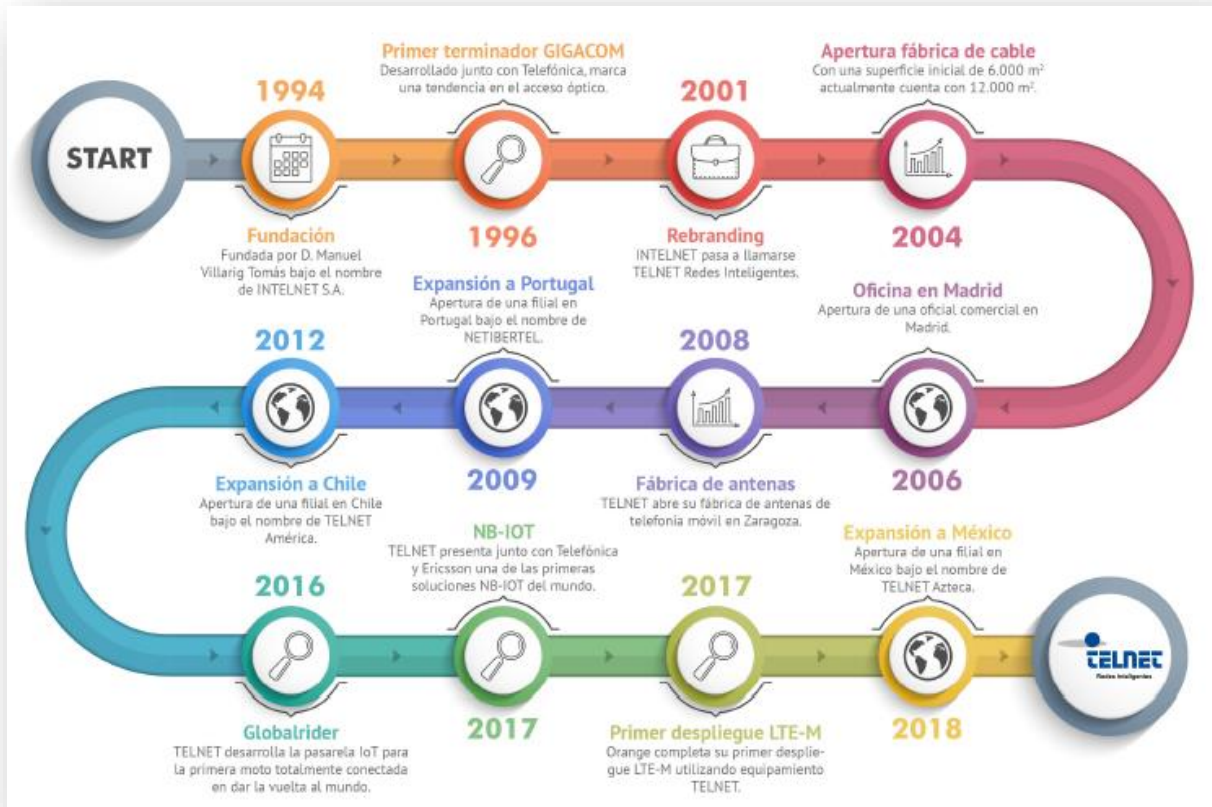 START
1994
Fundación
Fundada por D. Manuel
Villarig Tomás bajo el nombre
de INTELNET S.A.
Primer terminador GIGACOM
Desarrollado junto con Telefónica, marca
una tendencia en el acceso óptico.
1996
2001
Rebranding
INTELNET pasa a llamarse
TELNET Redes Inteligentes.
Apertura fábrica de cable
Con una superficie inicial de 6.000 m²
actualmente cuenta con 12.000 m².
2004
Oficina en Madrid
Apertura de una oficial comercial en
Madrid.
2006
2008
Fábrica de antenas
TELNET abre su fábrica de antenas de
telefonía móvil en Zaragoza.
Expansión a Portugal
Apertura de una filial en
Portugal bajo el nombre de
NETIBERTEL.
2009
2012
Expansión a Chile
Apertura de una filial en Chile
bajo el nombre de TELNET
América.
2016
Globalrider
TELNET desarrolla la pasarela IoT para
la primera moto totalmente conectada
en dar la vuelta al mundo.
NB-IOT
TELNET presenta junto con Telefónica
y Ericsson una de las primeras
soluciones NB-IOT del mundo.
2017
2017
Primer despliegue LTE-M
Orange completa su primer desplie-
gue LTE-M utilizando equipamiento
TELNET.
Expansión a México
Apertura de una filial en
México bajo el nombre de
TELNET Azteca.
2018
TELNET
Redes Inteligentes